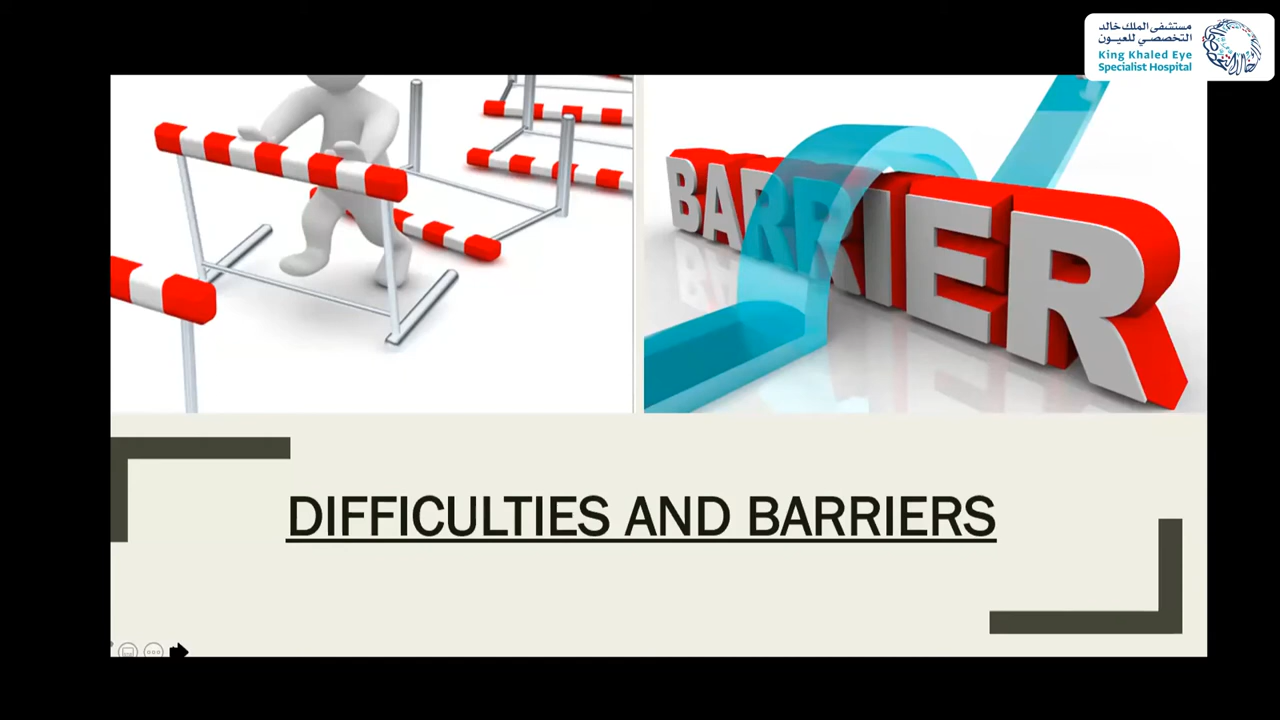 مستشفى الملك خالد
التخصصي للعيون
King Khaled Eye
Specialist Hospital
BARRIER
DIFFICULTIES AND BARRIERS